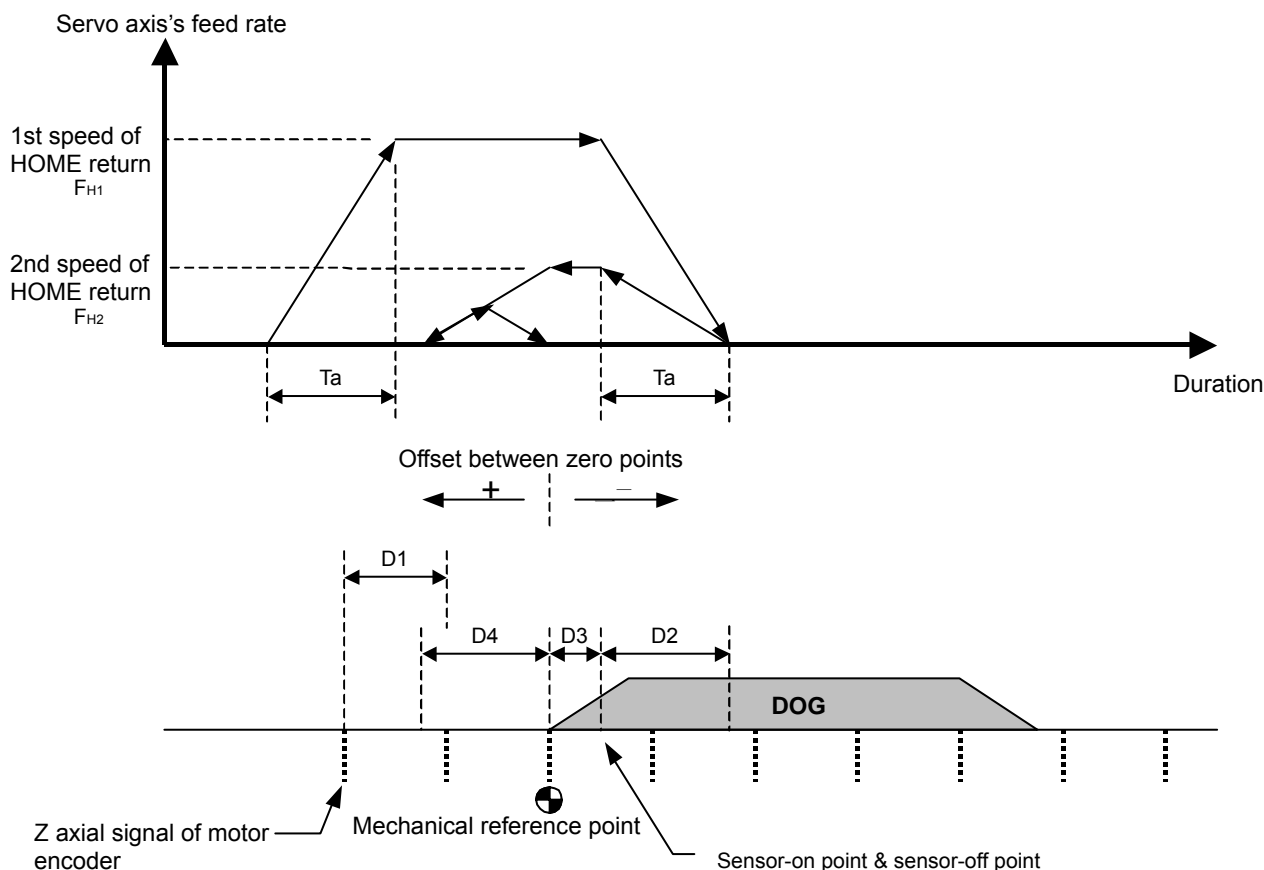 Servo axis's feed rate
1st speed of
HOME return
FH1
2nd speed of
HOME return
FH2
Ta
Ta
Duration
Offset between zero points
+
−
D1
D4
D3
D2
DOG
Z axial signal of motor
encoder
Mechanical reference point
Sensor-on point & sensor-off point